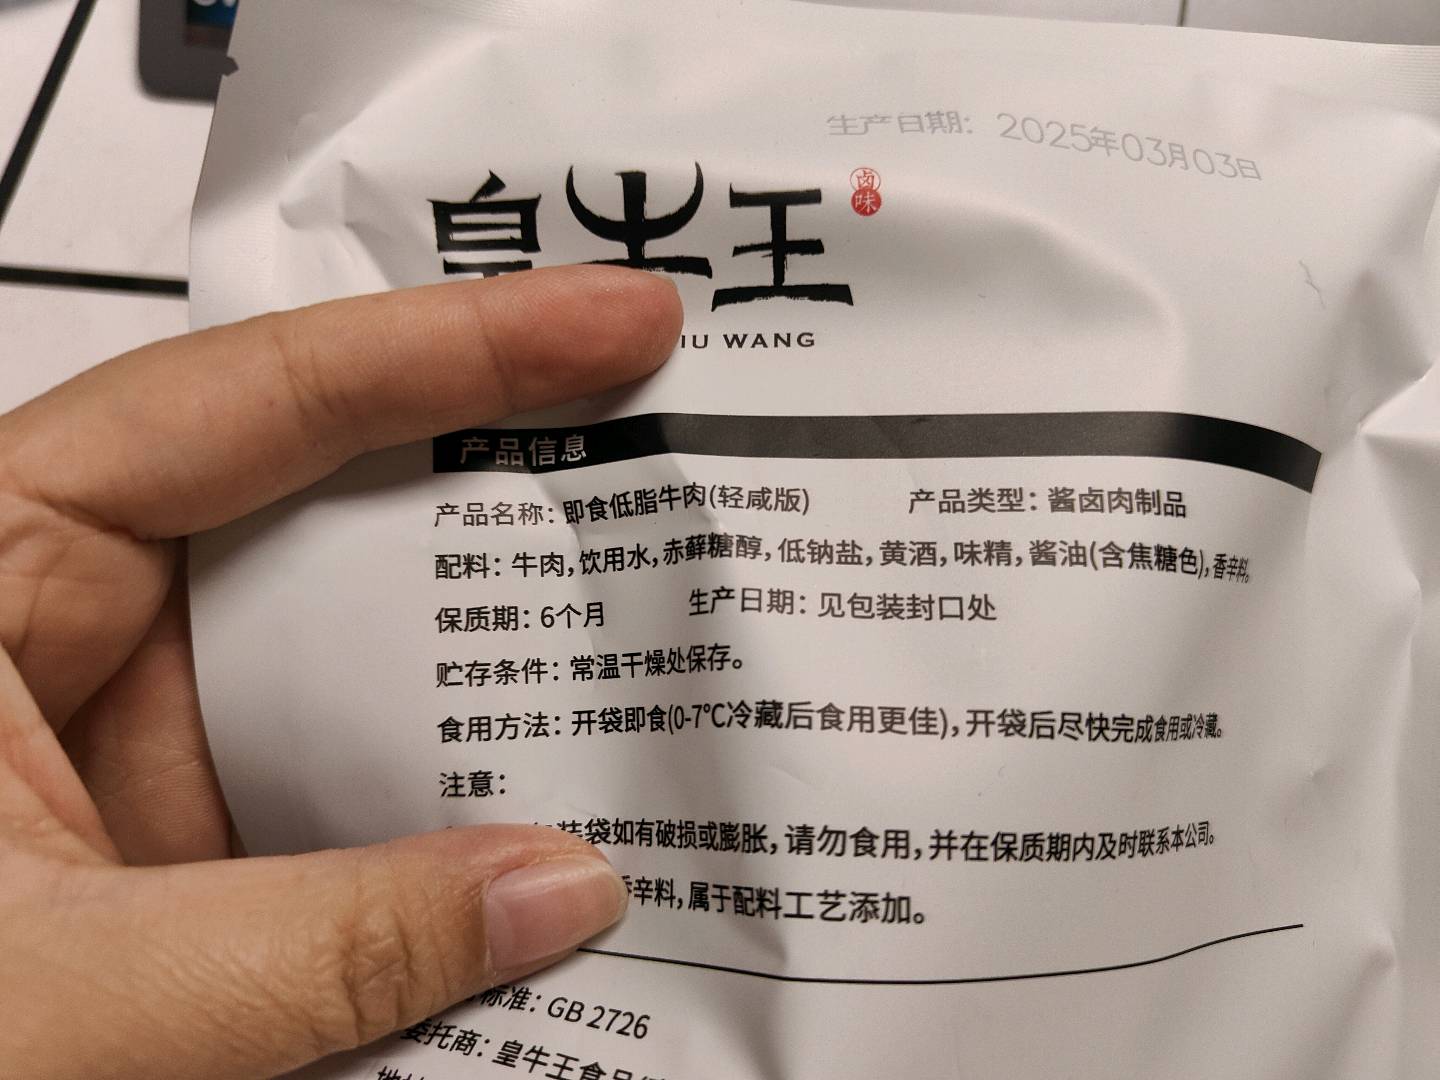 生产日期：2025年03月03日
皇牛王
卤味
IU WANG
产品信息
产品名称：即食低脂牛肉(轻咸版) 产品类型：酱卤肉制品
配料：牛肉，饮用水，赤藓糖醇，低钠盐，黄酒，味精，酱油(含焦糖色)，香辛料。
保质期：6个月 生产日期：见包装封口处
贮存条件：常温干燥处保存。
食用方法：开袋即食(0-7℃冷藏后食用更佳)，开袋后尽快完成食用或冷藏。
注意：
装袋如有破损或膨胀，请勿食用，并在保质期内及时联系本公司。
香辛料，属于配料工艺添加。
标准：GB 2726
委托商：皇牛王食品